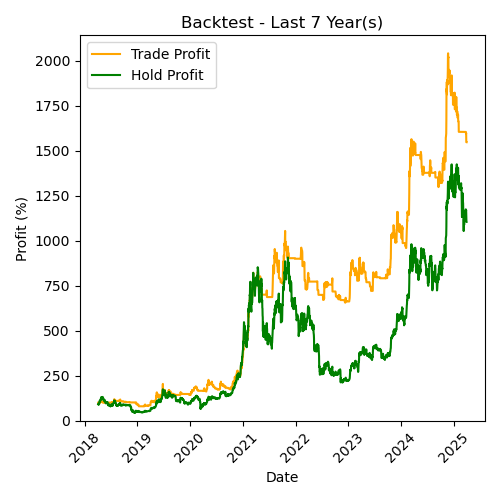 Backtest - Last 7 Year(s)
Trade Profit
Hold Profit
Profit (%)
2000
1750
1500
1250
1000
750
500
250
0
2018 2019 2020 2021 2022 2023 2024 2025
Date